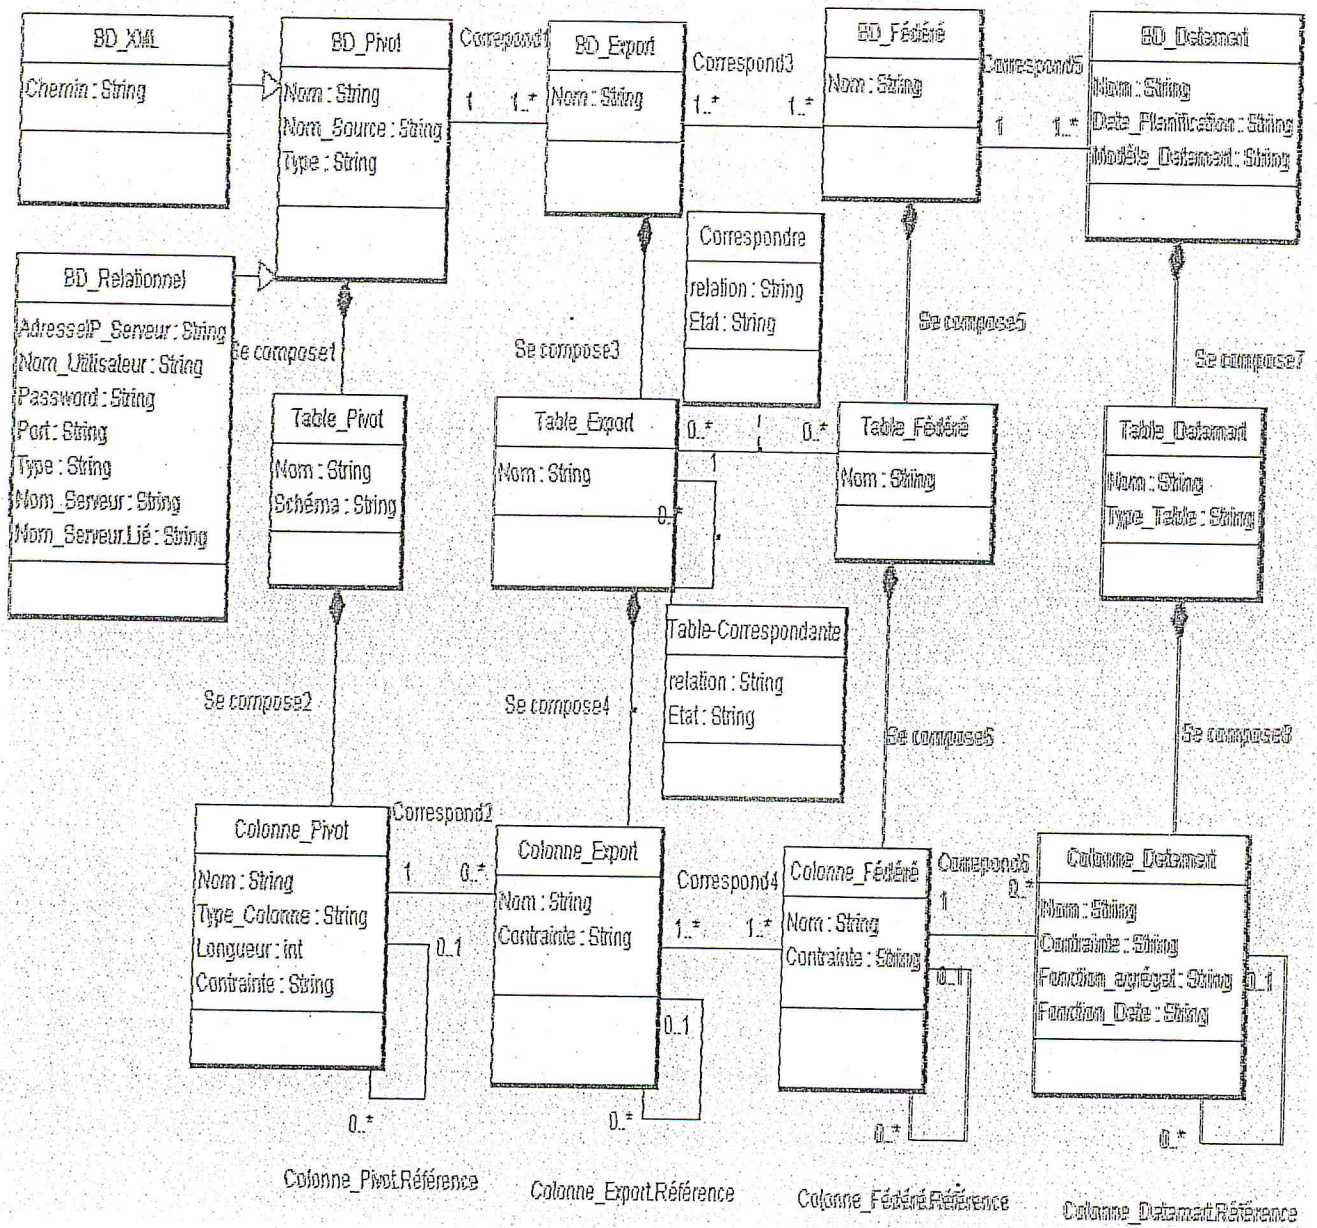 BD_XML
Chemin : String
BD_Pivot
Nom : String
Nom_Source : String
Type : String
Correpond1
1
1..*
BD_Export
Nom : String
Correspond3
1..*
1..*
BD_Fédéré
Nom : String
Correspond5
1
1..*
BD_Datamart
Nom : String
Date_Planification : String
Modèle_Datamart : String
BD_Relationnel
AdresseIP_Serveur : String
Nom_Utilisateur : String
Password : String
Port : String
Type : String
Nom_Serveur : String
Nom_ServeurLié : String
Se compose1
Se compose3
Correspondre
relation : String
Etat : String
Se compose5
Se compose7
Table_Pivot
Nom : String
Schéma : String
Table_Export
Nom : String
0..*
0..*
1
0..*
Table_Fédéré
Nom : String
Table_Datamart
Nom : String
Type_Table : String
Table-Correspondante
relation : String
Etat : String
Se compose2
Se compose4
Se compose6
Se compose8
Colonne_Pivot
Nom : String
Type_Colonne : String
Longueur : int
Contrainte : String
Correspond2
1
0..*
0..1
0..*
Colonne_Export
Nom : String
Contrainte : String
Correspond4
1..*
1..*
0..1
0..*
Colonne_Fédéré
Nom : String
Contrainte : String
Correpond6
1
0..*
0..1
0..*
Colonne_Datamart
Nom : String
Contrainte : String
Fonction_agrégat : String
Fonction_Date : String
0..1
0..*
Colonne_PivotRéférence
Colonne_ExportRéférence
Colonne_FédéréRéférence
Colonne_DatamartRéférence